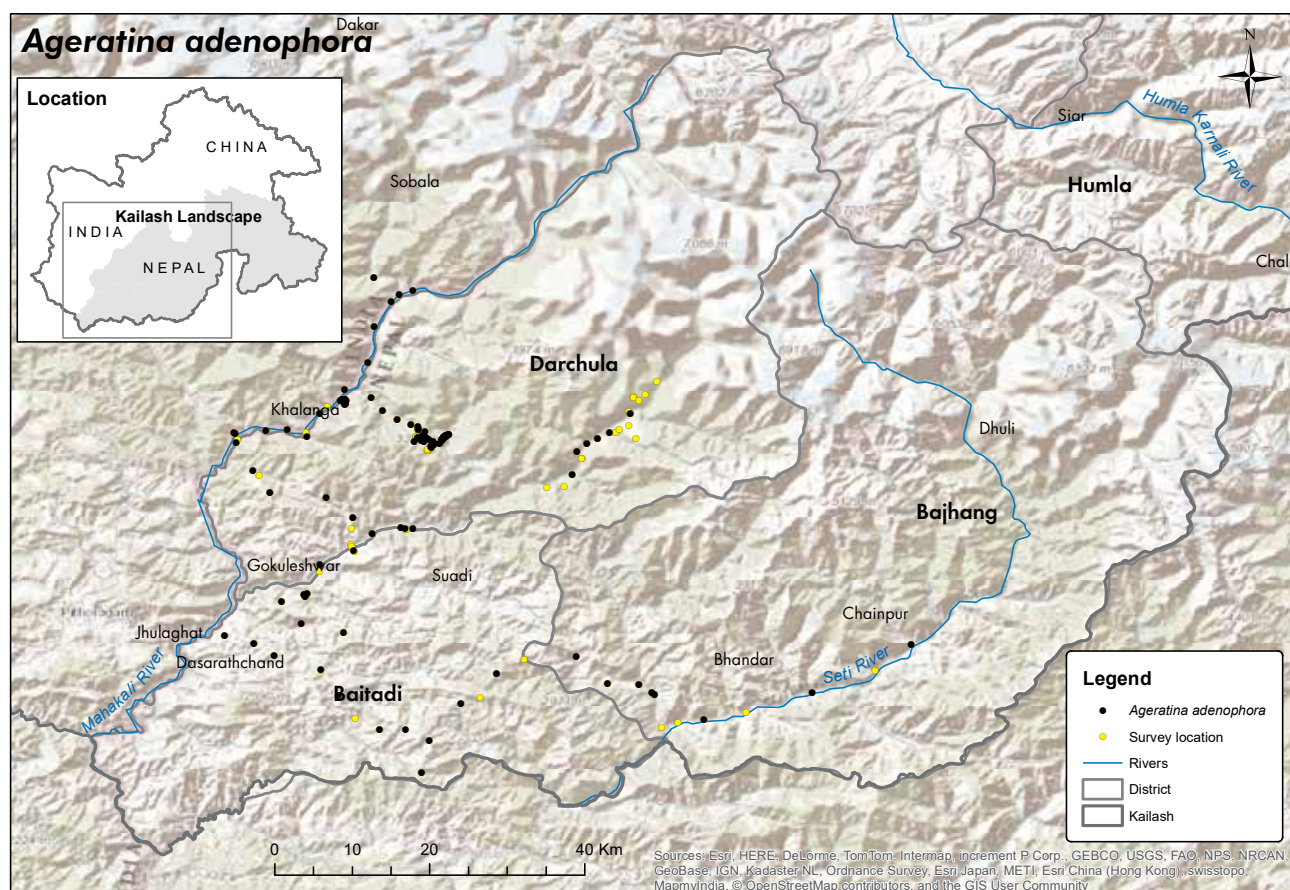 Dakar
Ageratina adenophora
N
Location
CHINA
Kailash Landscape
INDIA
NEPAL
Siar
Humla Karnali River
Sobala
Humla
Chal
Darchula
Khalanga
Dhuli
Bajhang
Gokuleshwar
Suadi
Chainpur
Jhulaghat
Dasarathchand
Bhandar
Seti River
Baitadi
Mahakali River
Legend
Ageratina adenophora
Survey location
Rivers
District
Kailash
0 10 20 40 Km
Sources: Esri, HERE, DeLorme, TomTom, Intermap, increment P Corp., GEBCO, USGS, FAO, NPS, NRCAN,
GeoBase, IGN, Kadaster NL, Ordnance Survey, Esri Japan, METI, Esri China (Hong Kong), swisstopo,
MapmyIndia, © OpenStreetMap contributors, and the GIS User Community